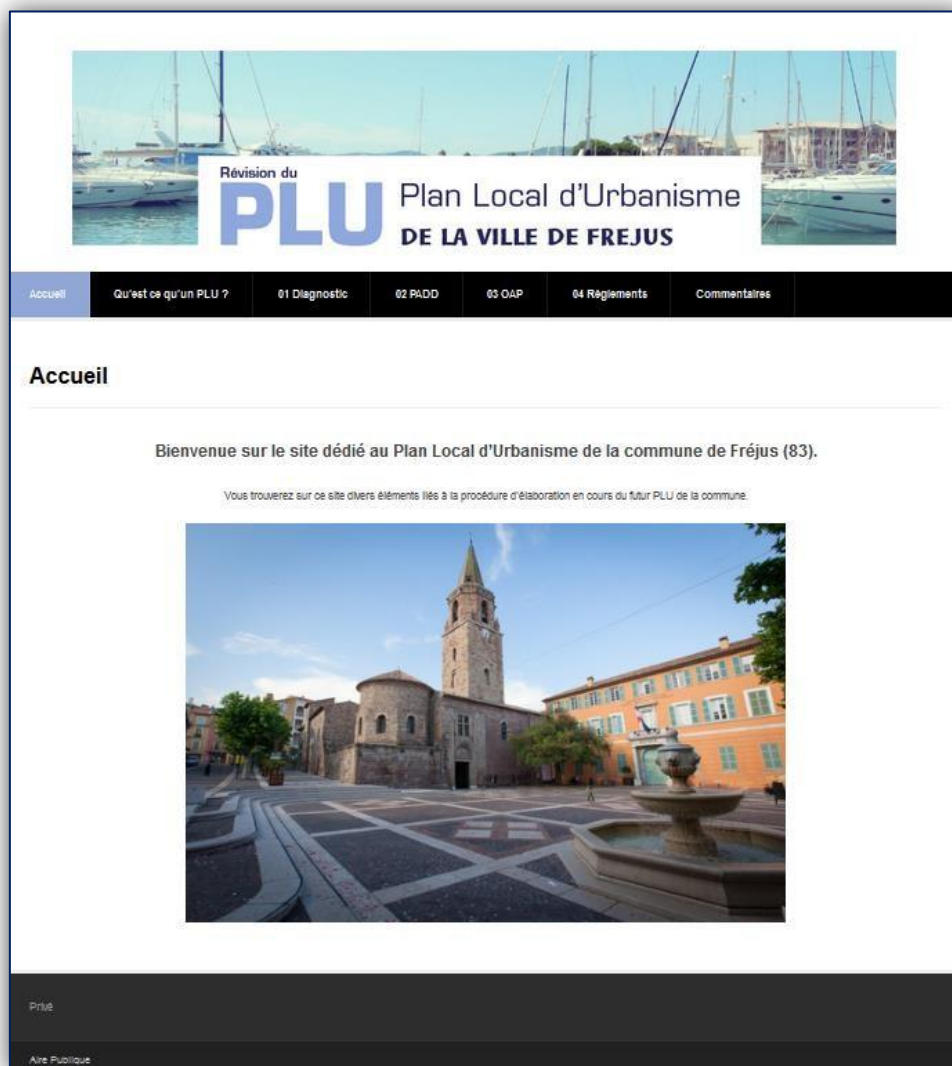 Révision du
PLU Plan Local d'Urbanisme
DE LA VILLE DE FREJUS
Accueil Qu'est ce qu'un PLU ? 01 Diagnostic 02 PADD 03 OAP 04 Règlements Commentaires
Accueil
Bienvenue sur le site dédié au Plan Local d'Urbanisme de la commune de Fréjus (83).
Vous trouverez sur ce site divers éléments liés à la procédure d'élaboration en cours du futur PLU de la commune.
Privé
Aire Publique